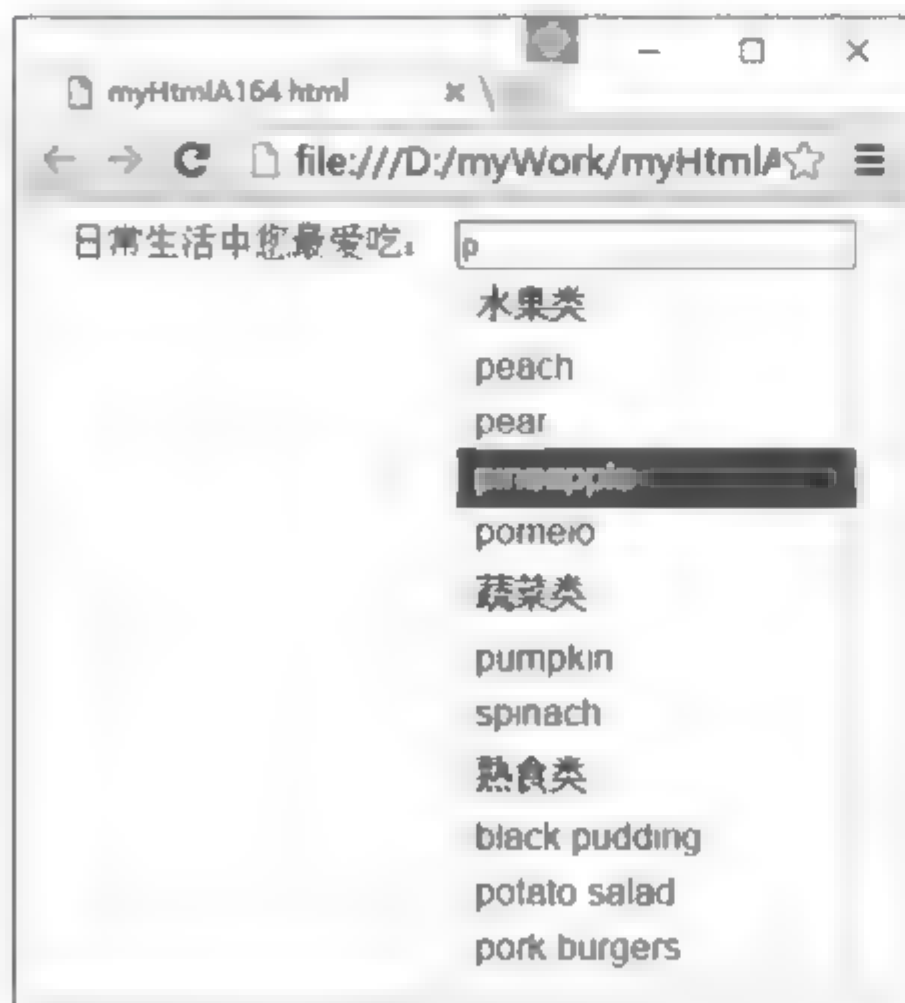 myHtmlA164 html
file:///D:/myWork/myHtmlA
日常生活中您最爱吃:
p
水果类
peach
pear
pineapple
pomelo
蔬菜类
pumpkin
spinach
熟食类
black pudding
potato salad
pork burgers